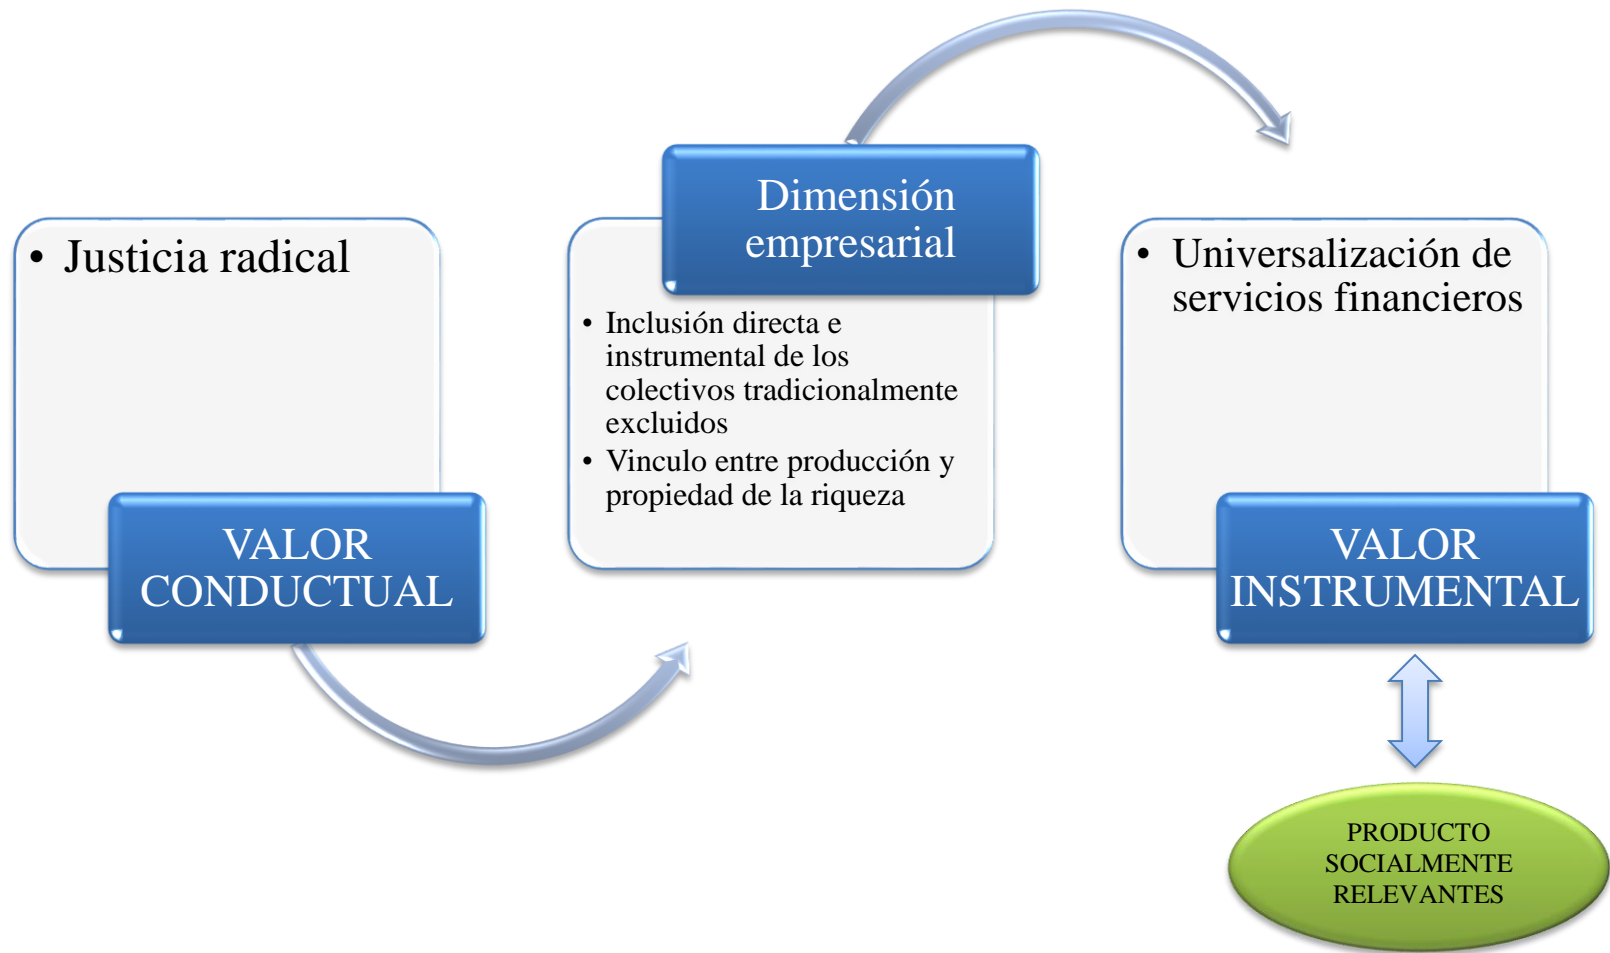 • Justicia radical
VALOR
CONDUCTUAL
Dimensión
empresarial
• Inclusión directa e
instrumental de los
colectivos tradicionalmente
excluidos
• Vinculo entre producción y
propiedad de la riqueza
• Universalización de
servicios financieros
VALOR
INSTRUMENTAL
PRODUCTO
SOCIALMENTE
RELEVANTES